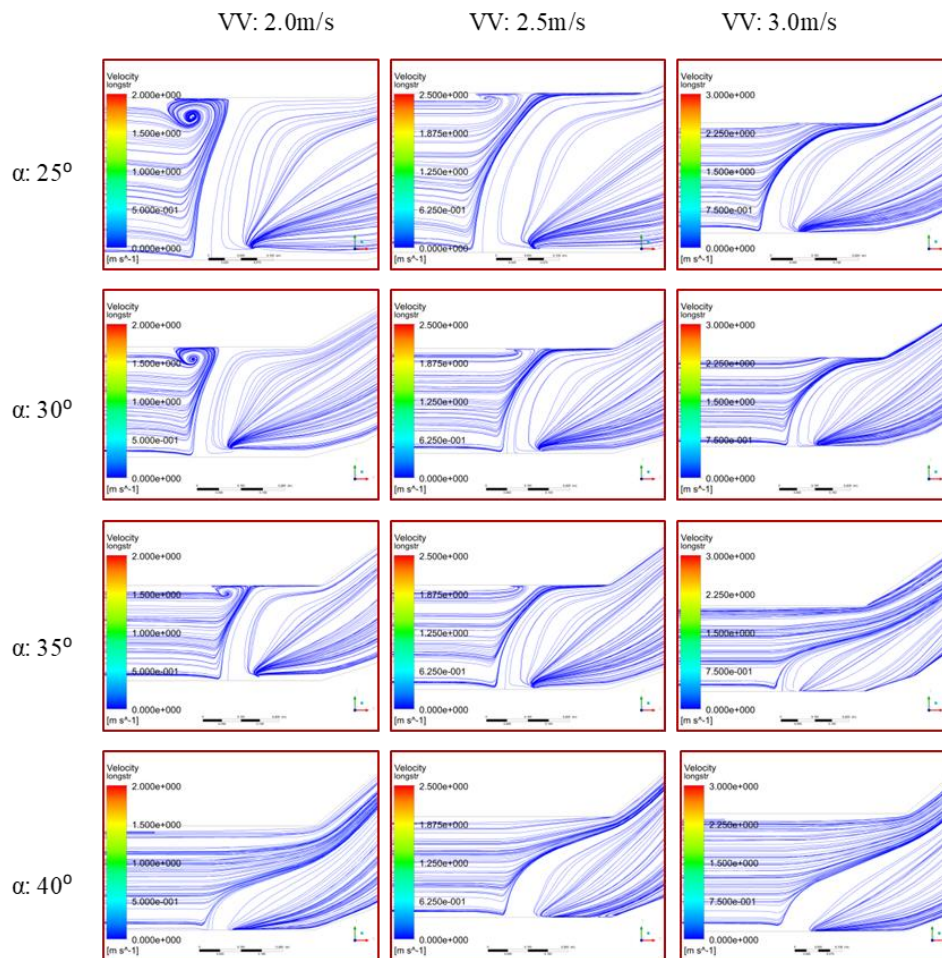 VV: 2.0m/s VV: 2.5m/s VV: 3.0m/s
α: 25⁰
Velocity
longstr
2.000e+000
1.500e+000
1.000e+000
5.000e-001
0.000e+000
[m s^-1]
Velocity
longstr
2.500e+000
1.875e+000
1.250e+000
6.250e-001
0.000e+000
[m s^-1]
Velocity
longstr
3.000e+000
2.250e+000
1.500e+000
7.500e-001
0.000e+000
[m s^-1]
α: 30⁰
Velocity
longstr
2.000e+000
1.500e+000
1.000e+000
5.000e-001
0.000e+000
[m s^-1]
Velocity
longstr
2.500e+000
1.875e+000
1.250e+000
6.250e-001
0.000e+000
[m s^-1]
Velocity
longstr
3.000e+000
2.250e+000
1.500e+000
7.500e-001
0.000e+000
[m s^-1]
α: 35⁰
Velocity
longstr
2.000e+000
1.500e+000
1.000e+000
5.000e-001
0.000e+000
[m s^-1]
Velocity
longstr
2.500e+000
1.875e+000
1.250e+000
6.250e-001
0.000e+000
[m s^-1]
Velocity
longstr
3.000e+000
2.250e+000
1.500e+000
7.500e-001
0.000e+000
[m s^-1]
α: 40⁰
Velocity
longstr
2.000e+000
1.500e+000
1.000e+000
5.000e-001
0.000e+000
[m s^-1]
Velocity
longstr
2.500e+000
1.875e+000
1.250e+000
6.250e-001
0.000e+000
[m s^-1]
Velocity
longstr
3.000e+000
2.250e+000
1.500e+000
7.500e-001
0.000e+000
[m s^-1]